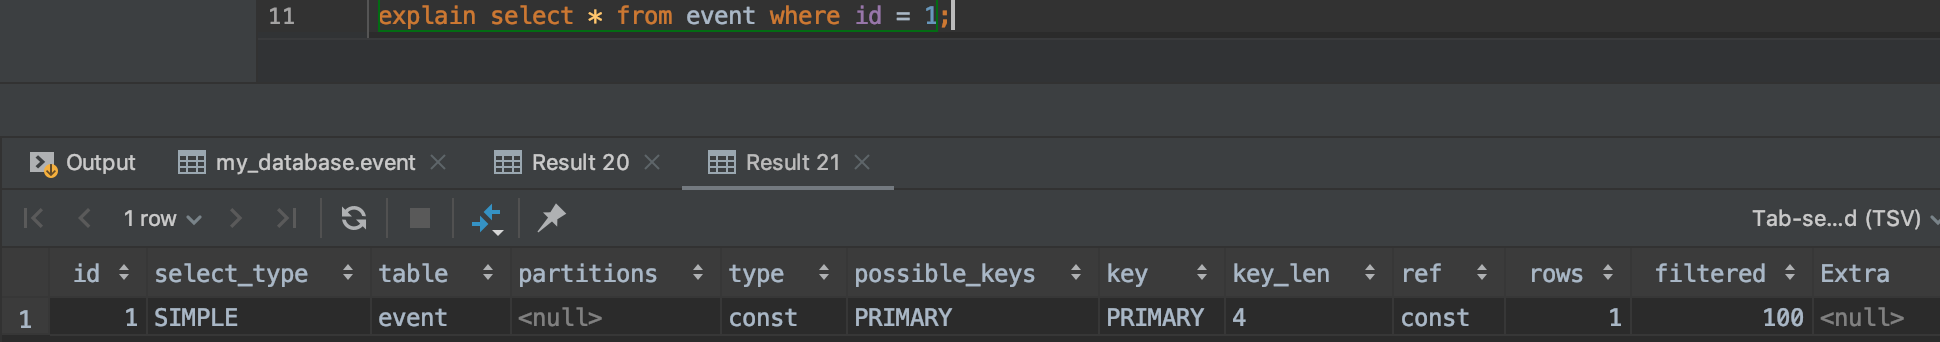 11 explain select * from event where id = 1;
Output my_database.event Result 20 Result 21
1 row Tab-se...d (TSV)
id select_type table partitions type possible_keys key key_len ref rows filtered Extra
1 1 SIMPLE event <null> const PRIMARY PRIMARY 4 const 1 100 <null>